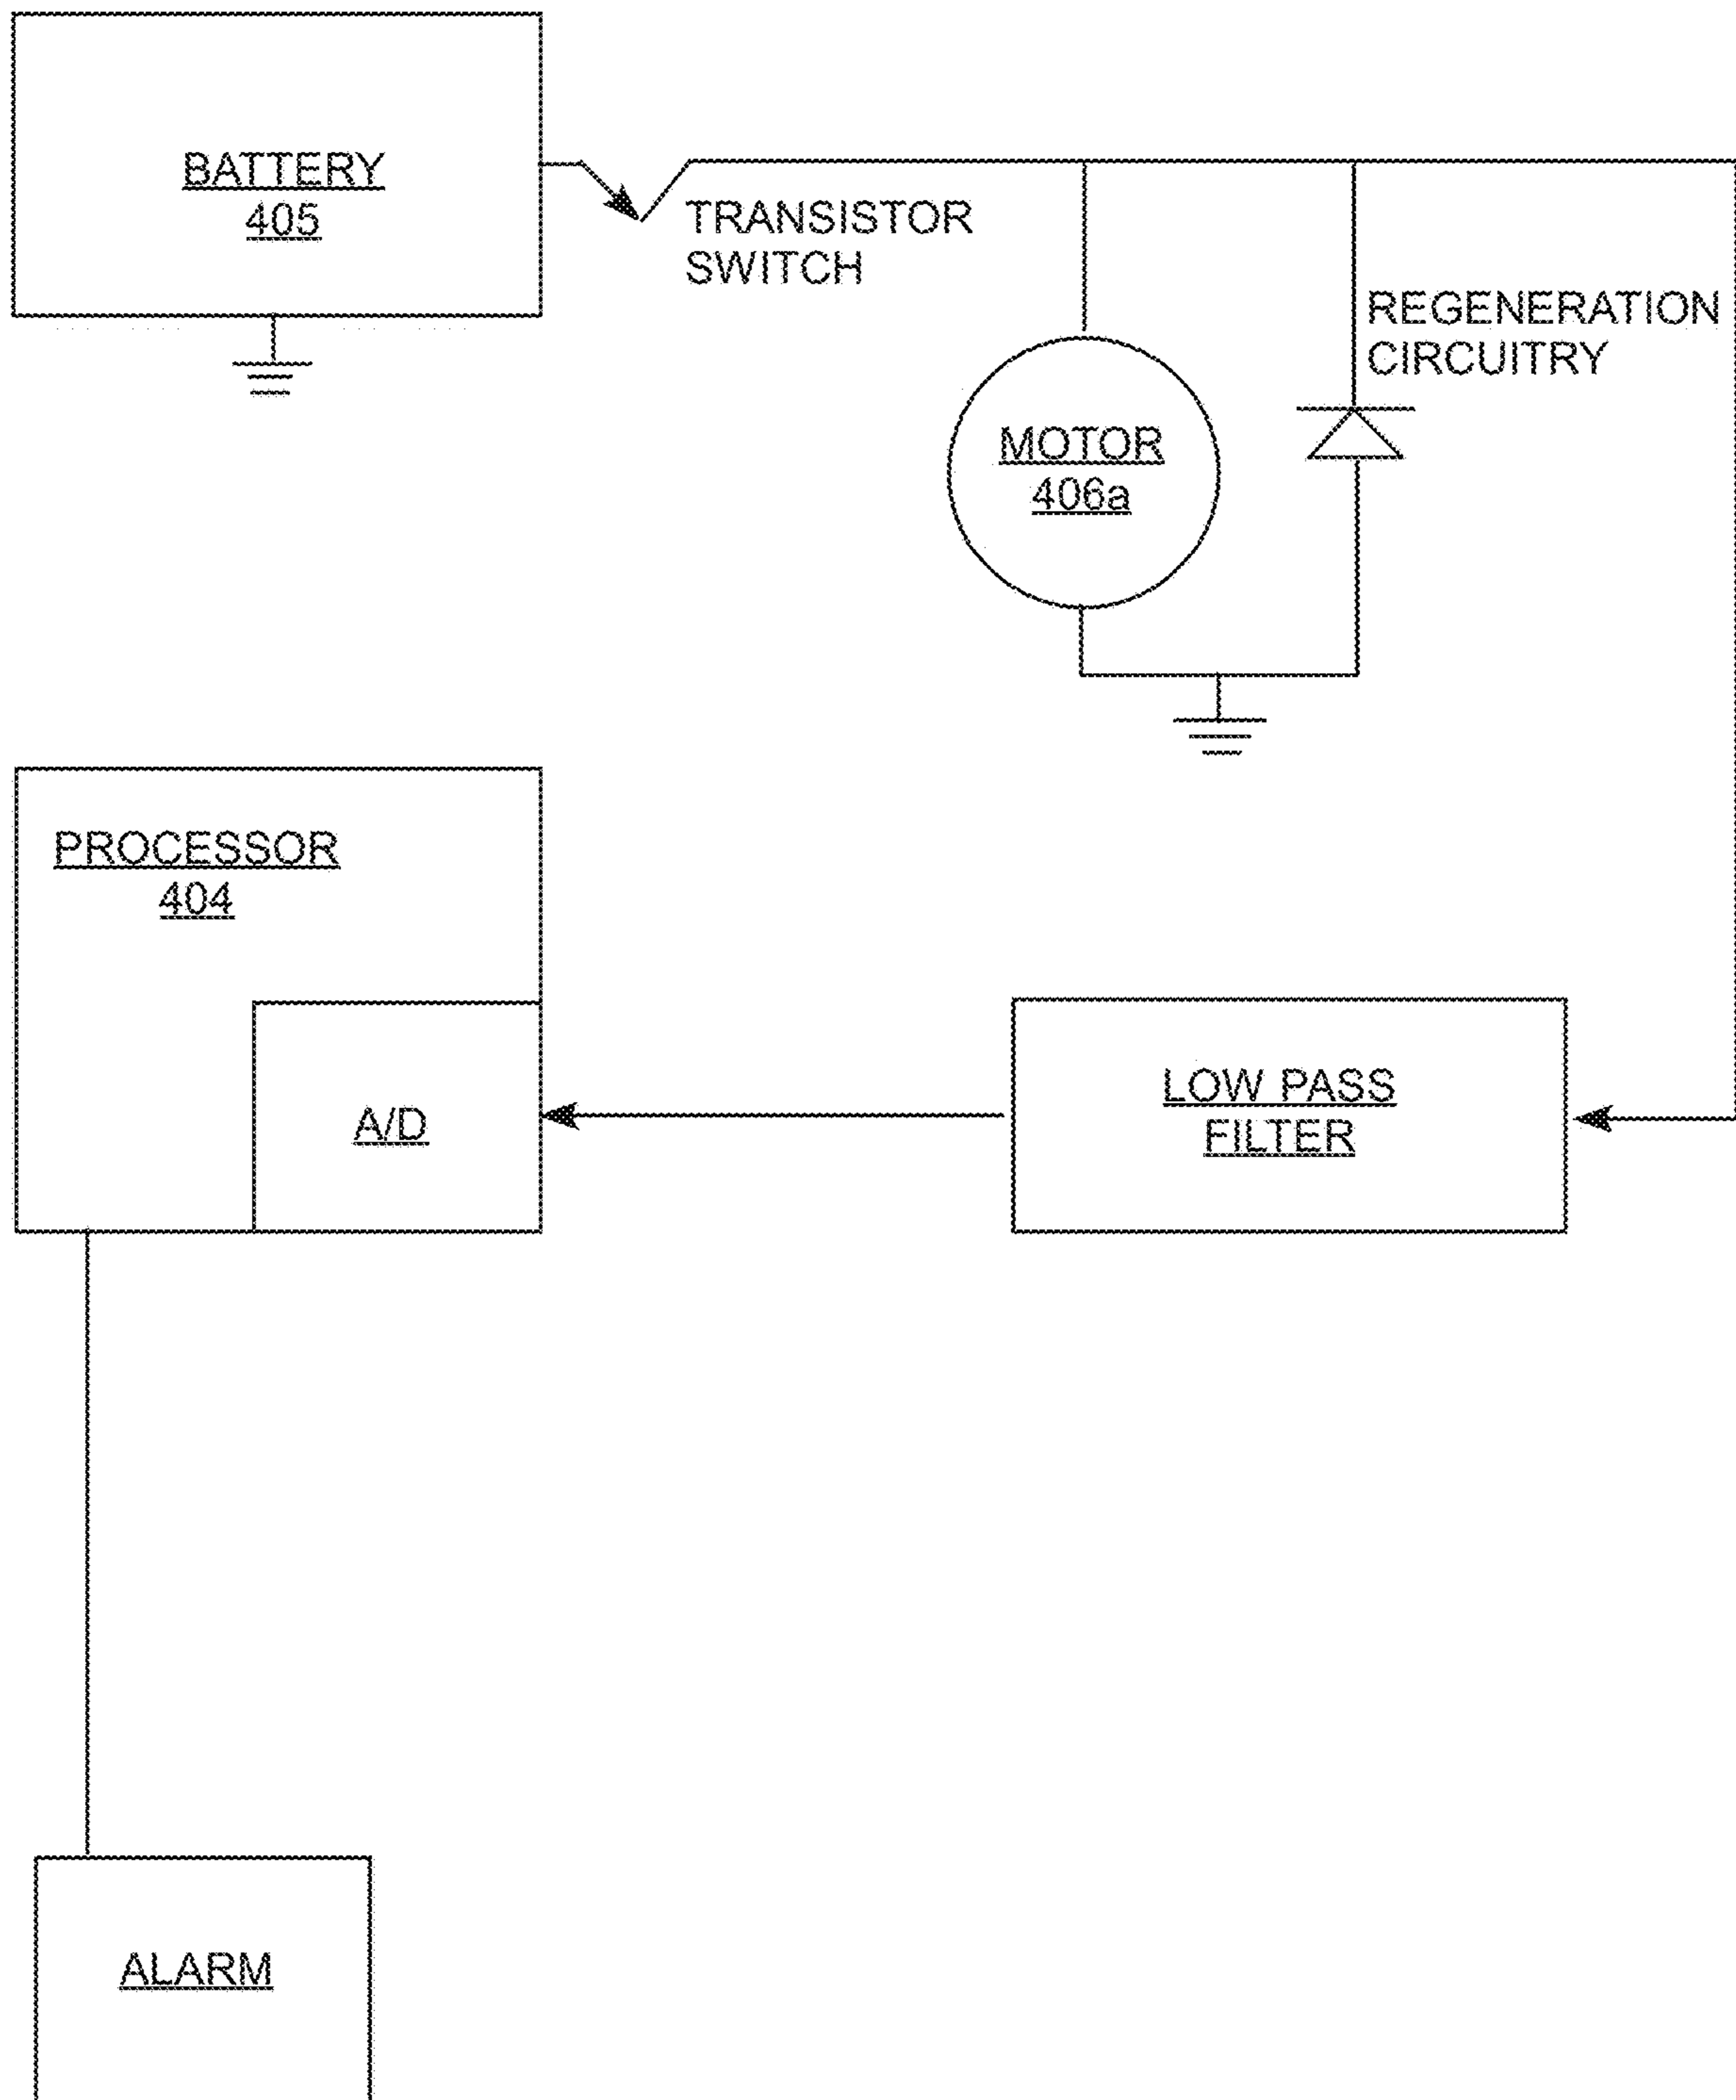 BATTERY
405
TRANSISTOR
SWITCH
REGENERATION
CIRCUITRY
MOTOR
406a
PROCESSOR
404
A/D
LOW PASS
FILTER
ALARM